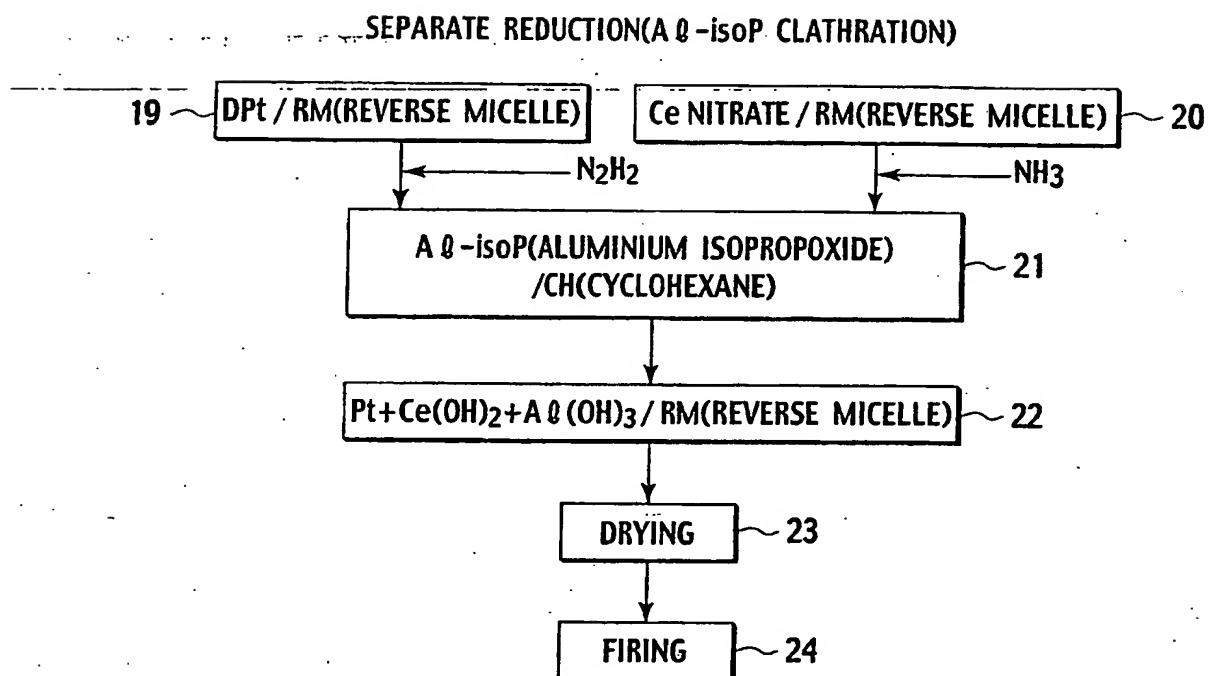 SEPARATE REDUCTION(Aℓ-isoP CLATHRATION)
19 DPt / RM(REVERSE MICELLE)
Ce NITRATE / RM(REVERSE MICELLE) 20
N₂H₂
NH₃
Aℓ-isoP(ALUMINIUM ISOPROPOXIDE)
/CH(CYCLOHEXANE)
21
Pt+Ce(OH)₂+Aℓ(OH)₃/RM(REVERSE MICELLE) 22
DRYING 23
FIRING 24